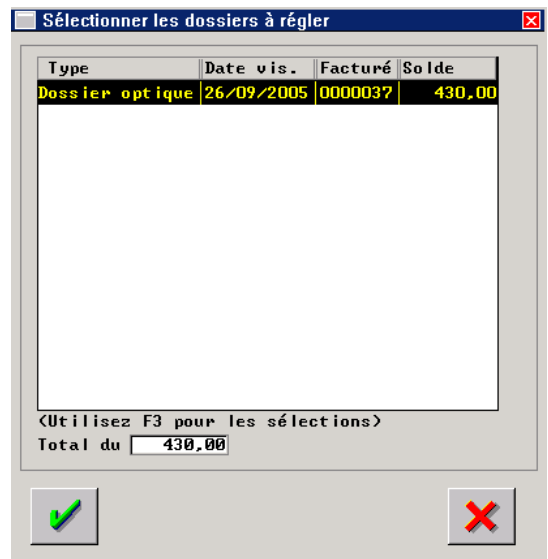 Sélectionner les dossiers à régler
Type Date vis. Facturé Solde
Dossier optique 26/09/2005 0000037 430,00
(Utilisez F3 pour les sélections)
Total du 430,00